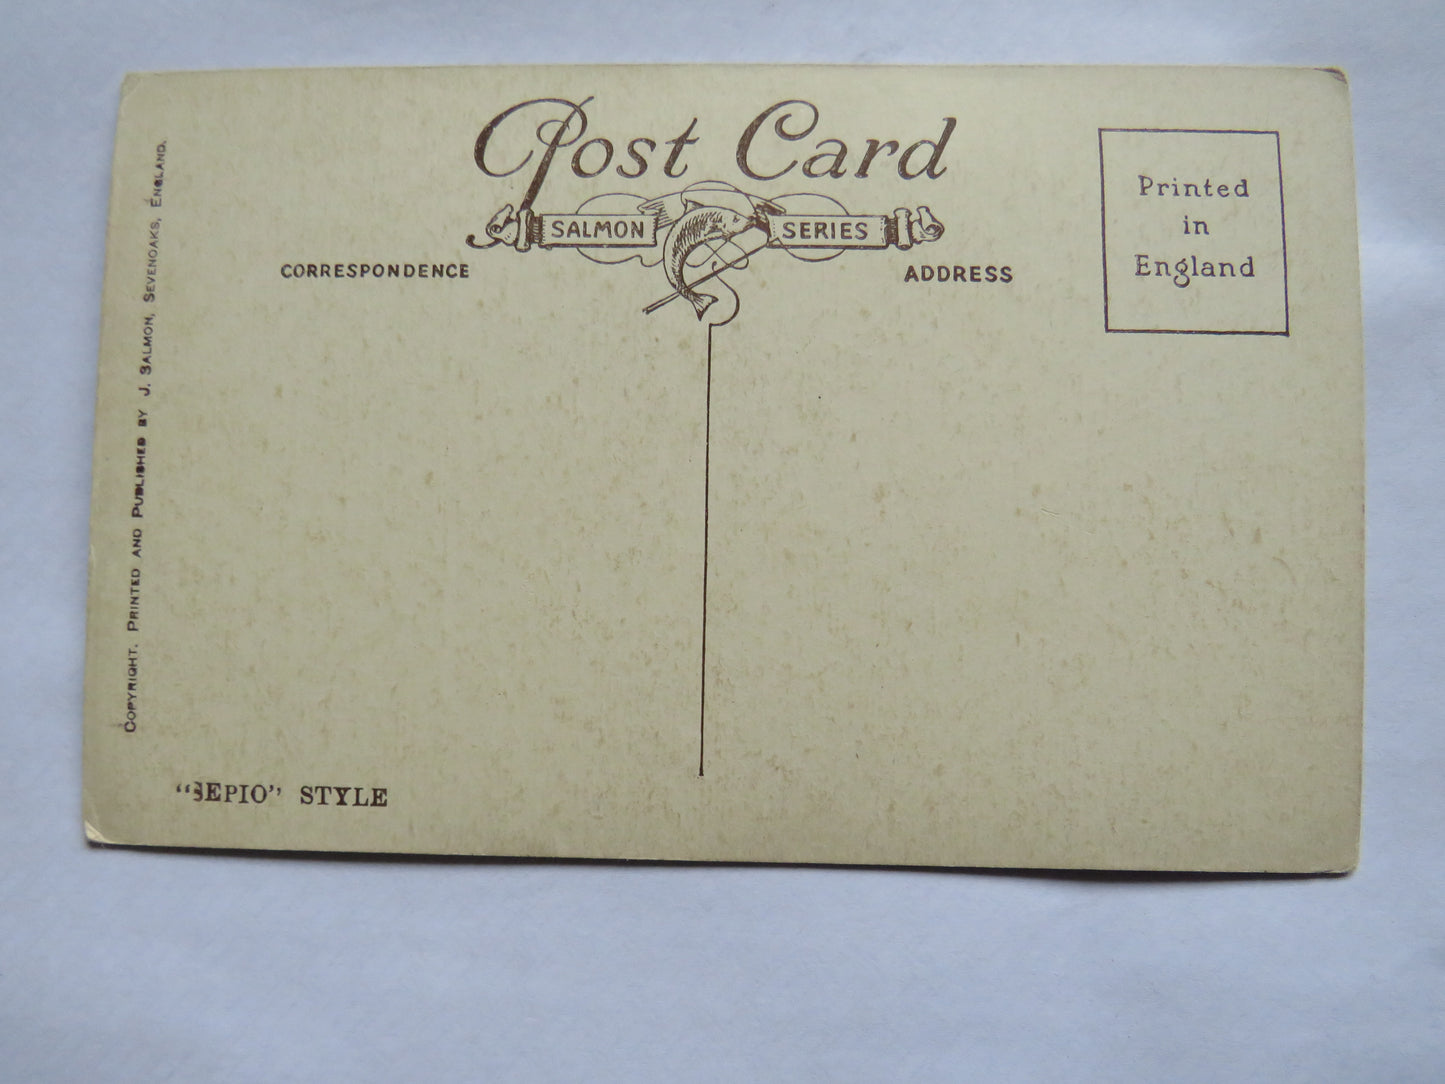 Post Card
SALMON SERIES
CORRESPONDENCE
ADDRESS
Printed
in
England
COPYRIGHT. PRINTED AND PUBLISHED BY J. SALMON, SEVENOAKS, ENGLAND.
"SEPIO" STYLE